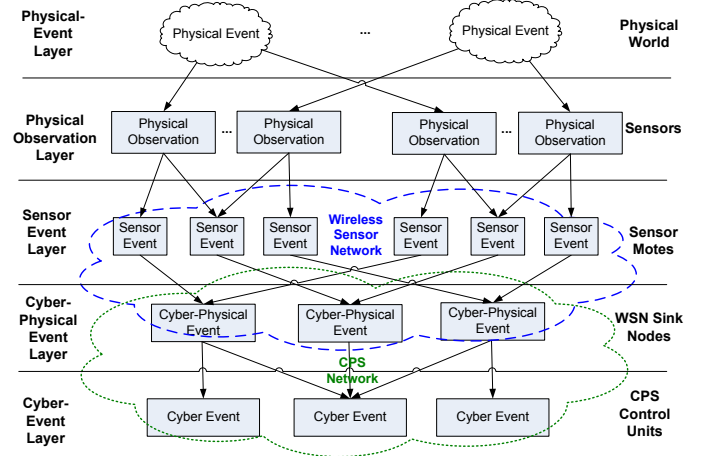 Physical-
Event
Layer
Physical Event
...
Physical Event
Physical
World
Physical
Observation
Layer
Physical
Observation
...
Physical
Observation
Physical
Observation
...
Physical
Observation
Sensors
Sensor
Event
Layer
Sensor
Event
Sensor
Event
Sensor
Event
Wireless
Sensor
Network
Sensor
Event
Sensor
Event
Sensor
Event
Sensor
Motes
Cyber-
Physical
Event
Layer
Cyber-Physical
Event
Cyber-Physical
Event
Cyber-Physical
Event
WSN Sink
Nodes
CPS
Network
Cyber-
Event
Layer
Cyber Event
Cyber Event
Cyber Event
CPS
Control
Units